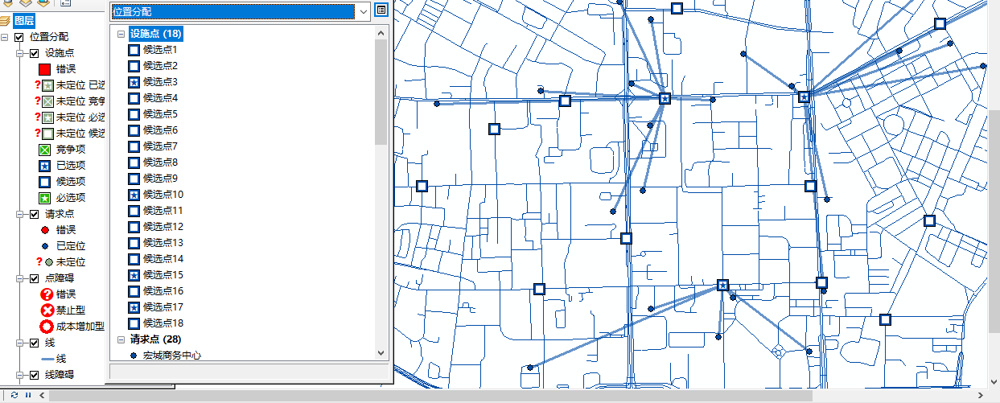 图层
位置分配
设施点
错误
? 未定位 已选
? 未定位 竞争
? 未定位 必选
? 未定位 候选
竞争项
已选项
候选项
必选项
请求点
错误
已定位
? 未定位
点障碍
错误
禁止型
成本增加型
线
线
线障碍
位置分配
设施点 (18)
候选点1
候选点2
候选点3
候选点4
候选点5
候选点6
候选点7
候选点8
候选点9
候选点10
候选点11
候选点12
候选点13
候选点14
候选点15
候选点16
候选点17
候选点18
请求点 (28)
宏城商务中心